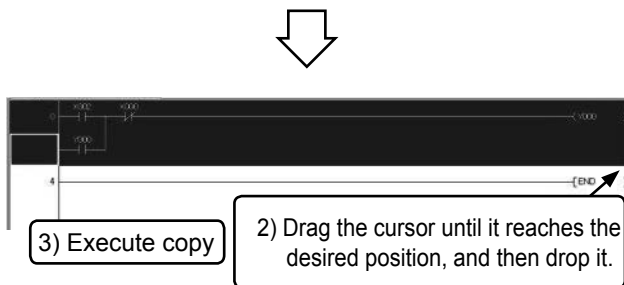 X002 X000
0 Y000
Y000
4 END
3) Execute copy
2) Drag the cursor until it reaches the
desired position, and then drop it.